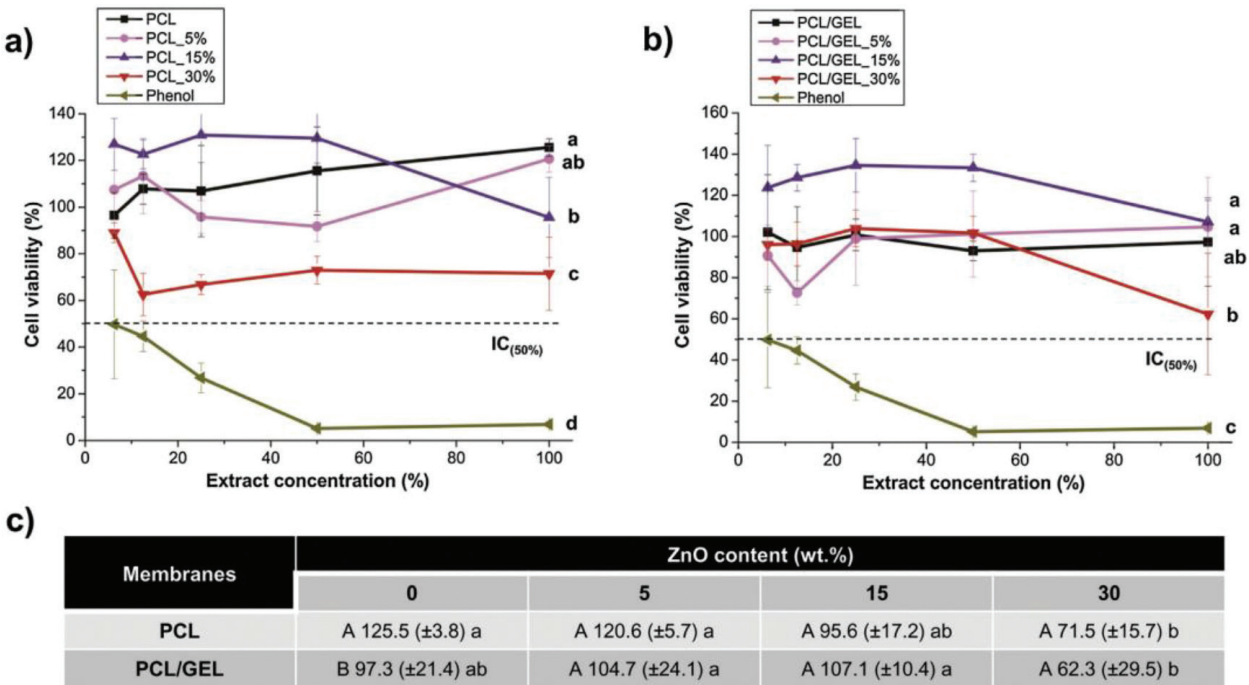 a)
PCL
PCL_5%
PCL_15%
PCL_30%
Phenol
Cell viability (%)
140
120
100
80
60
40
20
0
a
ab
b
c
d
IC(50%)
0 20 40 60 80 100
Extract concentration (%)
b)
PCL/GEL
PCL/GEL_5%
PCL/GEL_15%
PCL/GEL_30%
Phenol
Cell viability (%)
160
140
120
100
80
60
40
20
0
a
a
ab
b
c
IC(50%)
0 20 40 60 80 100
Extract concentration (%)
c)
Membranes ZnO content (wt.%)
0 5 15 30
PCL A 125.5 (±3.8) a A 120.6 (±5.7) a A 95.6 (±17.2) ab A 71.5 (±15.7) b
PCL/GEL B 97.3 (±21.4) ab A 104.7 (±24.1) a A 107.1 (±10.4) a A 62.3 (±29.5) b